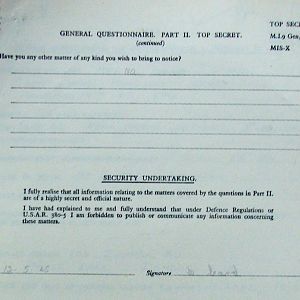 TOP SEC
GENERAL QUESTIONNAIRE. PART II. TOP SECRET.
M.I.9 Gen
(continued)
MIS-X
Have you any other matter of any kind you wish to bring to notice?
No
SECURITY UNDERTAKING.
I fully realise that all information relating to the matters covered by the questions in Part II.
are of a highly secret and official nature.
I have had explained to me and fully understand that under Defence Regulations or
U.S.A.R. 380-5 I am forbidden to publish or communicate any information concerning
these matters.
12-5-45
Signature